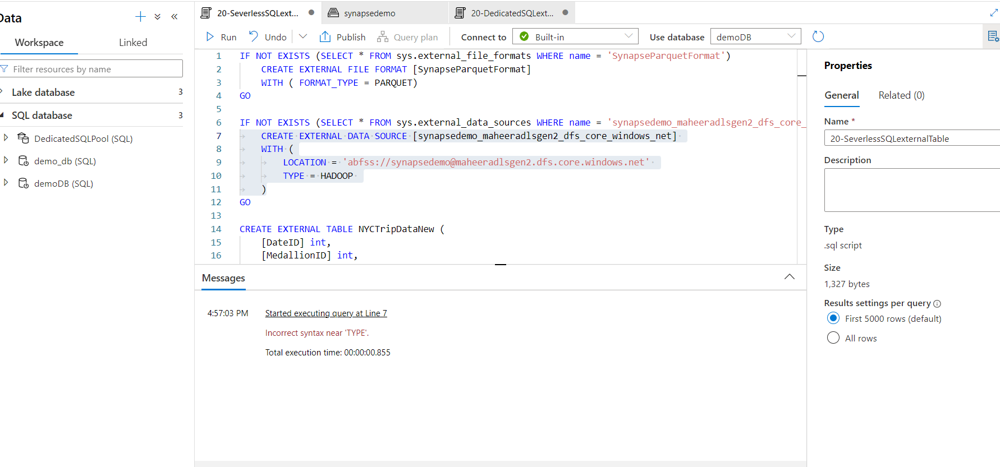 Data
Workspace
Linked
Filter resources by name
Lake database 3
SQL database 3
DedicatedSQLPool (SQL)
demo_db (SQL)
demoDB (SQL)
20-SeverlessSQLext...
synapsedemo
20-DedicatedSQLext...
Run
Undo
Publish
Query plan
Connect to
Built-in
Use database
demoDB
1 IF NOT EXISTS (SELECT * FROM sys.external_file_formats WHERE name = 'SynapseParquetFormat')
2 CREATE EXTERNAL FILE FORMAT [SynapseParquetFormat]
3 WITH ( FORMAT_TYPE = PARQUET)
4 GO
5
6 IF NOT EXISTS (SELECT * FROM sys.external_data_sources WHERE name = 'synapsedemo_maheeradlsgen2_dfs_core_
7 CREATE EXTERNAL DATA SOURCE [synapsedemo_maheeradlsgen2_dfs_core_windows_net]
8 WITH (
9 LOCATION = 'abfss://synapsedemo@maheeradlsgen2.dfs.core.windows.net'
10 TYPE = HADOOP
11 )
12 GO
13
14 CREATE EXTERNAL TABLE NYCTripDataNew (
15 [DateID] int,
16 [MedallionID] int,
Messages
4:57:03 PM Started executing query at Line 7
Incorrect syntax near 'TYPE'.
Total execution time: 00:00:00.855
Properties
General
Related (0)
Name *
20-SeverlessSQLexternalTable
Description
Type
.sql script
Size
1,327 bytes
Results settings per query
First 5000 rows (default)
All rows